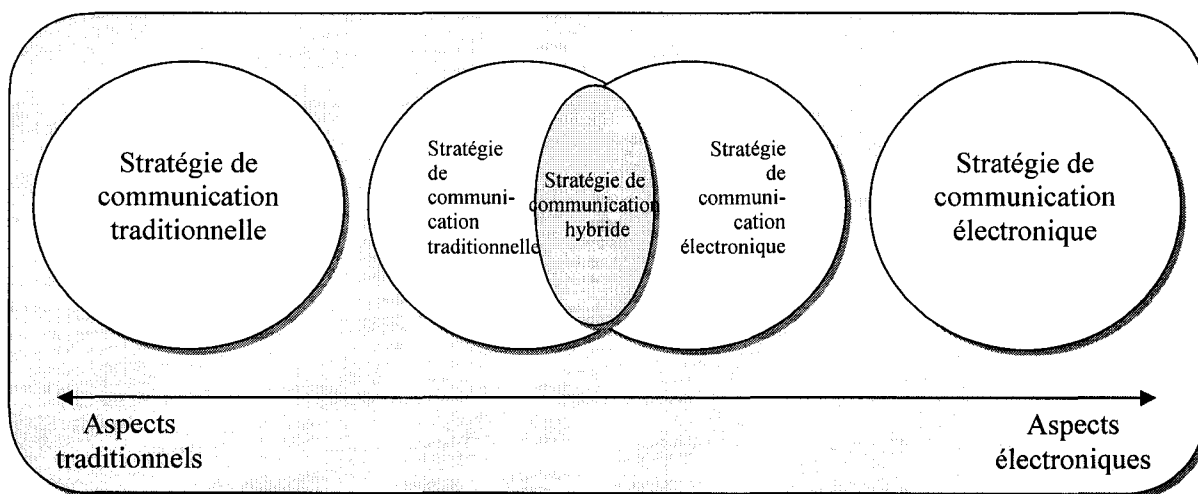 Stratégie de
communication
traditionnelle
Stratégie
de
communi-
cation
traditionnelle
Stratégie de
communication
hybride
Stratégie
de
communi-
cation
électronique
Stratégie de
communication
électronique
Aspects
traditionnels
Aspects
électroniques